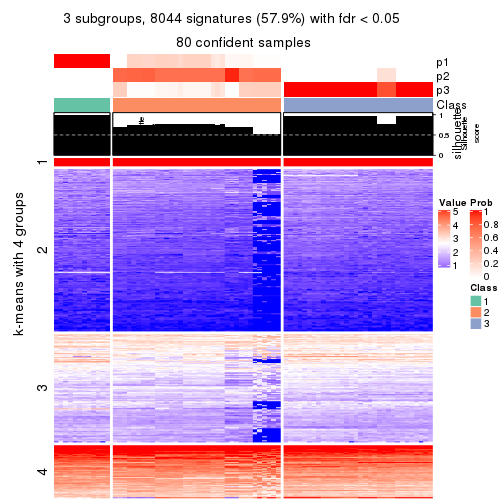 3 subgroups, 8044 signatures (57.9%) with fdr < 0.05
80 confident samples
p1
p2
p3
Class
1
0.5
0
silhouette
Silhouette
score
k-means with 4 groups
1
2
3
4
Value
5
4
3
2
1
Prob
1
0.8
0.6
0.4
0.2
0
Class
1
2
3